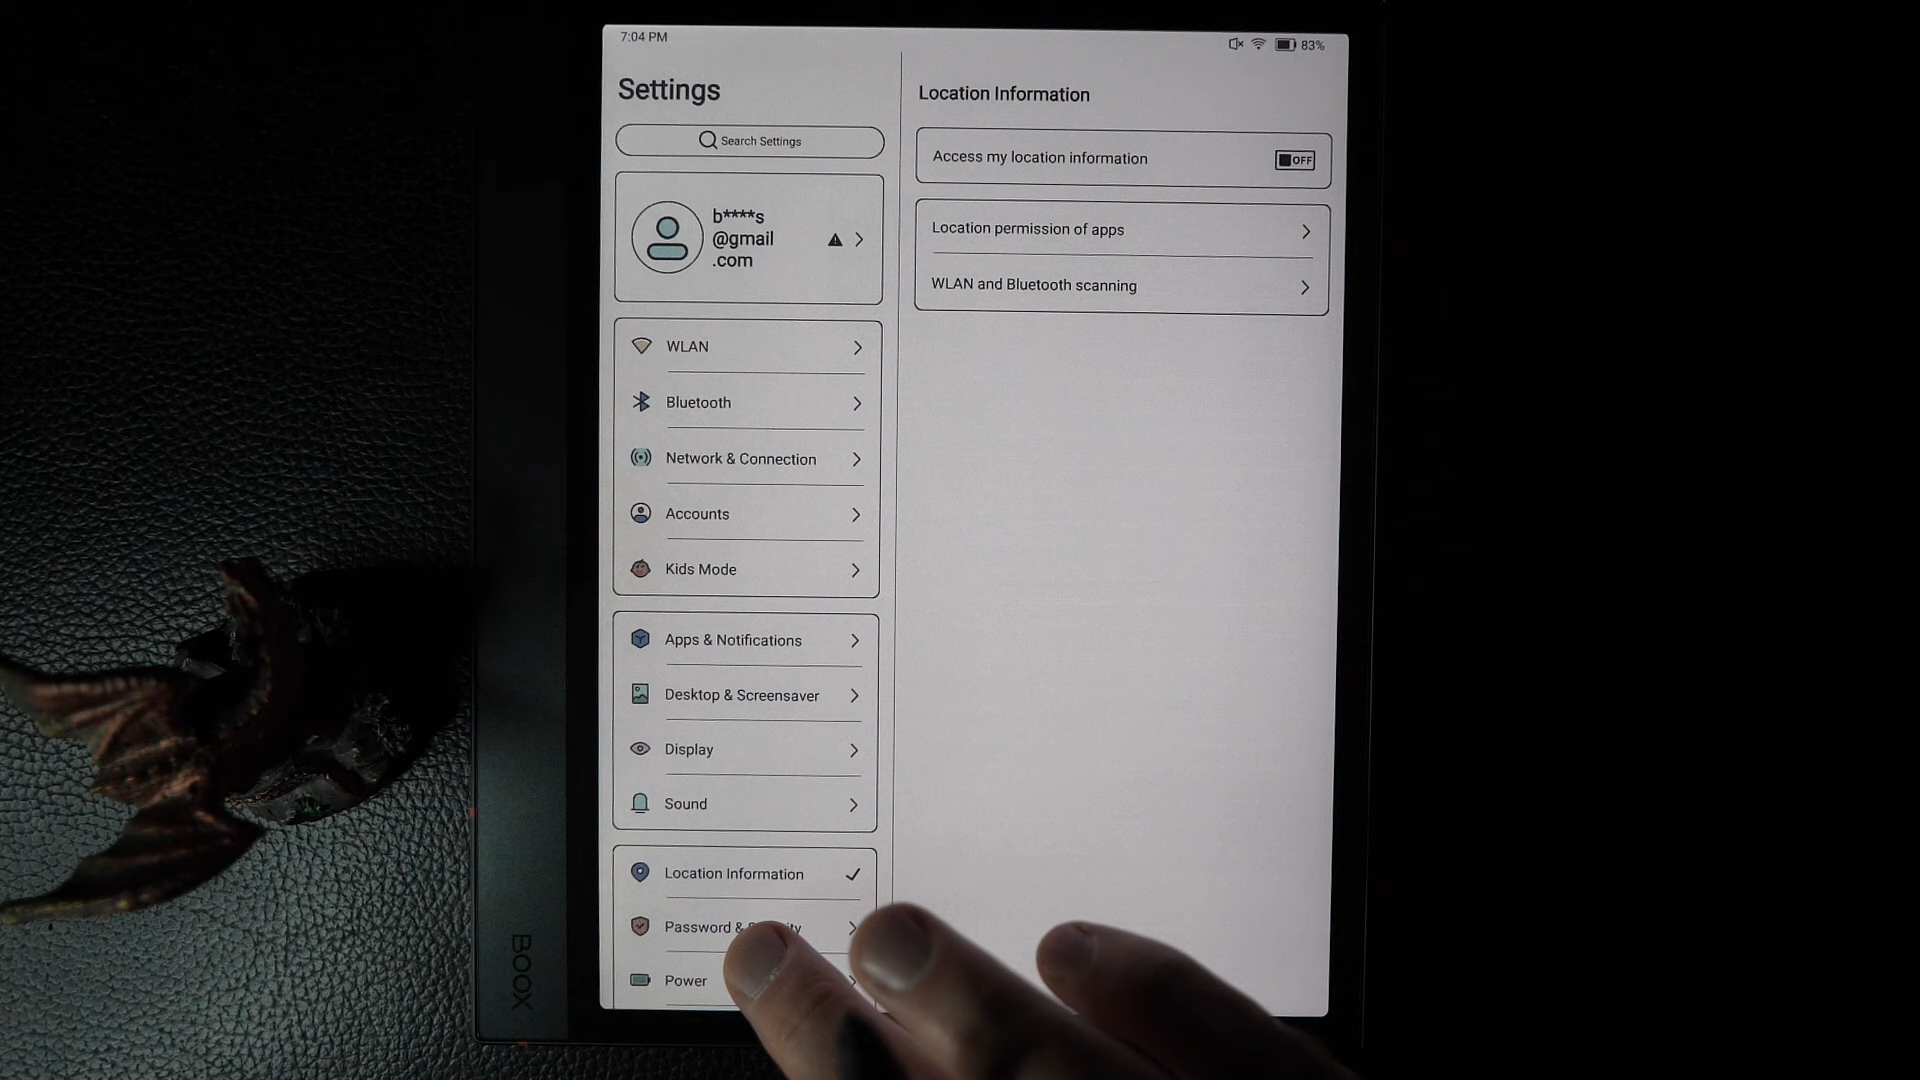 7:04 PM
83%
Settings
Search Settings
b****s
@gmail
.com
WLAN
Bluetooth
Network & Connection
Accounts
Kids Mode
Apps & Notifications
Desktop & Screensaver
Display
Sound
Location Information
Password &
Power
Location Information
Access my location information
OFF
Location permission of apps
WLAN and Bluetooth scanning
BOOX